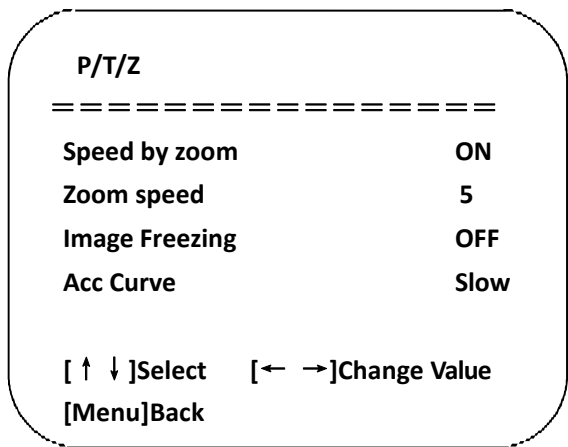 P/T/Z
================
Speed by zoom ON
Zoom speed 5
Image Freezing OFF
Acc Curve Slow
[ ↑ ↓ ]Select [← →]Change Value
[Menu]Back